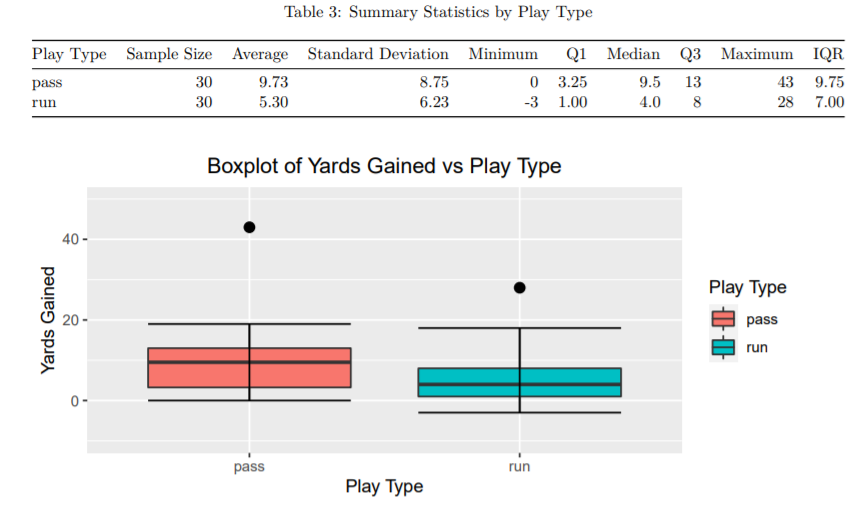 Table 3: Summary Statistics by Play Type
Play Type Sample Size Average Standard Deviation Minimum Q1 Median Q3 Maximum IQR
pass 30 9.73 8.75 0 3.25 9.5 13 43 9.75
run 30 5.30 6.23 -3 1.00 4.0 8 28 7.00
Boxplot of Yards Gained vs Play Type
Yards Gained
40
20
0
pass run
Play Type
Play Type
pass
run